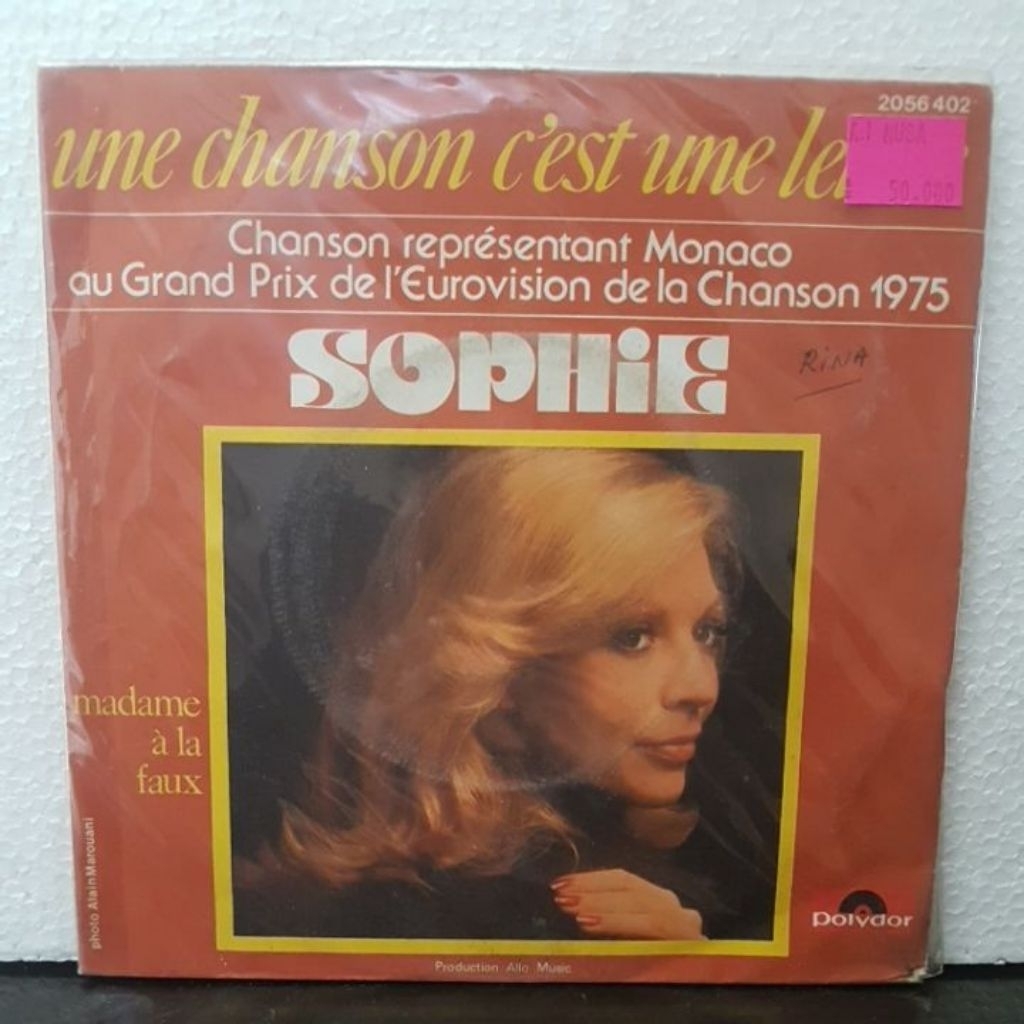 2056 402
une chanson c'est une
50.000
Chanson représentant Monaco
au Grand Prix de l'Eurovision de la Chanson 1975
SOPHiE
RINA
madame
à la
faux
photo Alain Marouani
Polydor
Production Allo Music